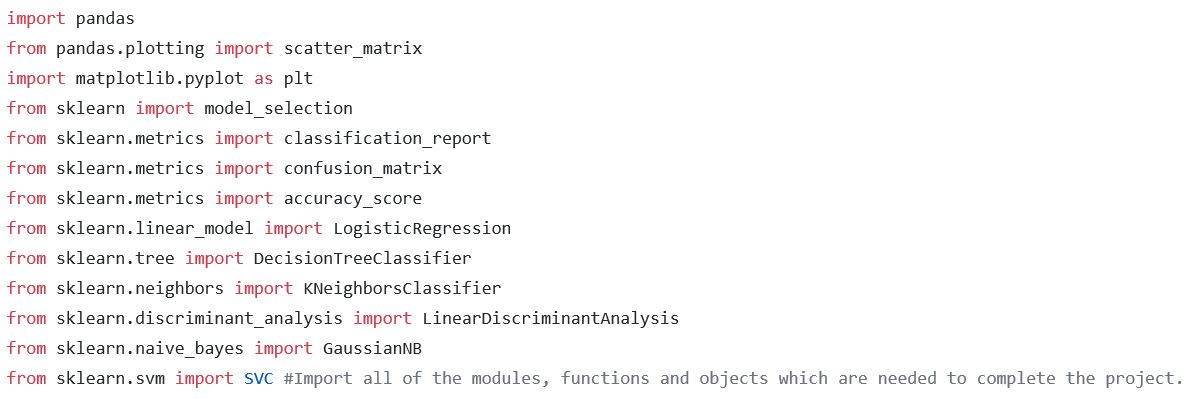 import pandas
from pandas.plotting import scatter_matrix
import matplotlib.pyplot as plt
from sklearn import model_selection
from sklearn.metrics import classification_report
from sklearn.metrics import confusion_matrix
from sklearn.metrics import accuracy_score
from sklearn.linear_model import LogisticRegression
from sklearn.tree import DecisionTreeClassifier
from sklearn.neighbors import KNeighborsClassifier
from sklearn.discriminant_analysis import LinearDiscriminantAnalysis
from sklearn.naive_bayes import GaussianNB
from sklearn.svm import SVC #Import all of the modules, functions and objects which are needed to complete the project.